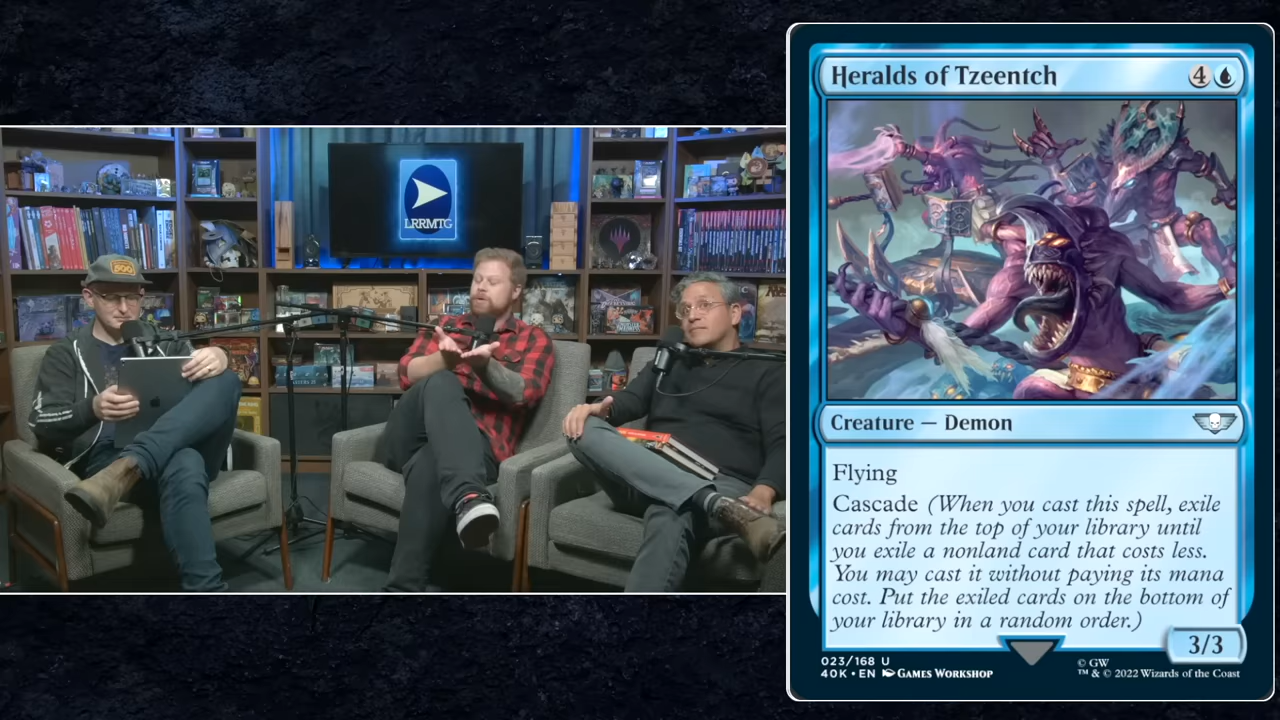 LRRMTG
500
Heralds of Tzeentch
4
Creature — Demon
Flying
Cascade (When you cast this spell, exile
cards from the top of your library until
you exile a nonland card that costs less.
You may cast it without paying its mana
cost. Put the exiled cards on the bottom of
your library in a random order.)
3/3
023/168 U
40K • EN GAMES WORKSHOP
© GW
™ & © 2022 Wizards of the Coast